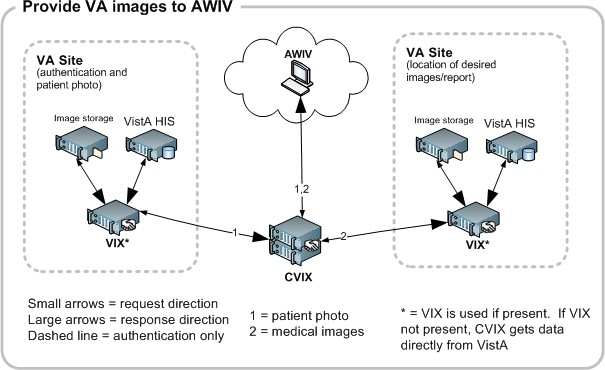 Provide VA images to AWIV
VA Site
(authentication and
patient photo)
Image storage
VistA HIS
VIX*
AWIV
1,2
1
2
CVIX
VA Site
(location of desired
images/report)
Image storage
VistA HIS
VIX*
Small arrows = request direction
Large arrows = response direction
Dashed line = authentication only
1 = patient photo
2 = medical images
* = VIX is used if present.  If VIX
not present, CVIX gets data
directly from VistA